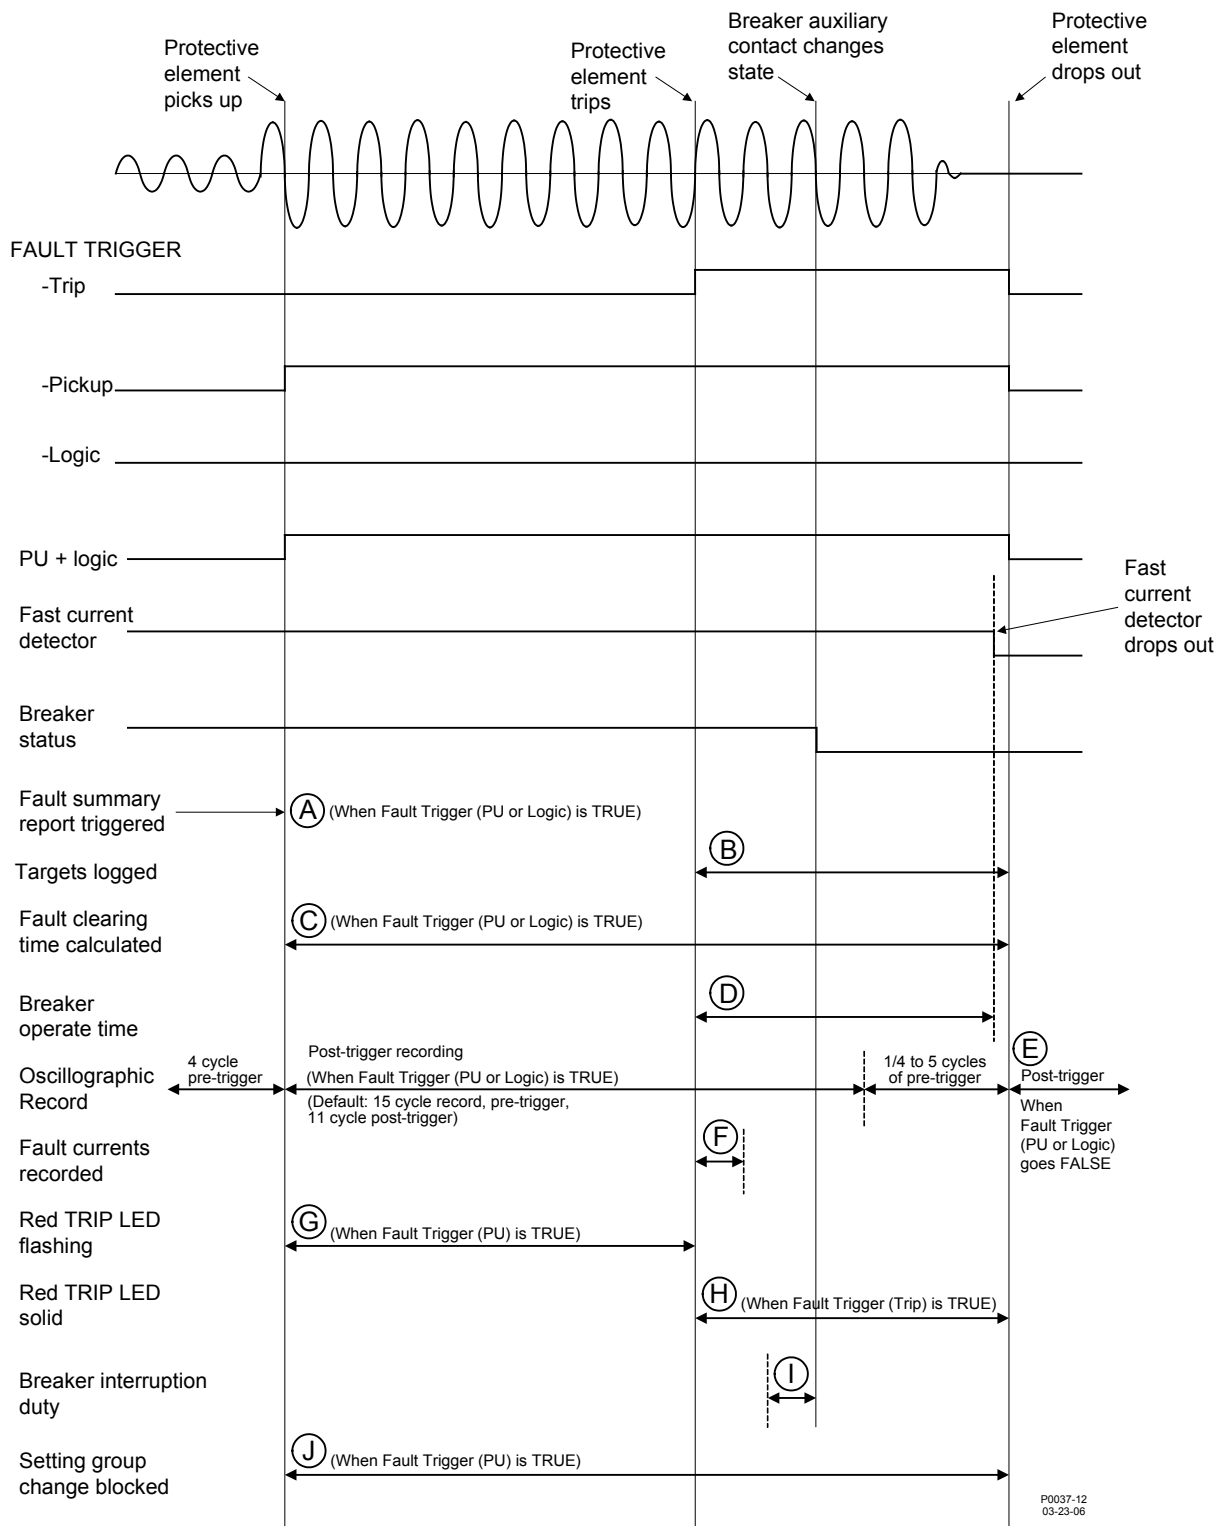 Protective
element
picks up
Protective
element
trips
Breaker auxiliary
contact changes
state
Protective
element
drops out
FAULT TRIGGER
-Trip
-Pickup
-Logic
PU + logic
Fast current
detector
Fast
current
detector
drops out
Breaker
status
Fault summary
report triggered
A (When Fault Trigger (PU or Logic) is TRUE)
Targets logged
B
Fault clearing
time calculated
C (When Fault Trigger (PU or Logic) is TRUE)
Breaker
operate time
D
Oscillographic
Record
4 cycle
pre-trigger
Post-trigger recording
(When Fault Trigger (PU or Logic) is TRUE)
(Default: 15 cycle record, pre-trigger,
11 cycle post-trigger)
1/4 to 5 cycles
of pre-trigger
E
Post-trigger
When
Fault Trigger
(PU or Logic)
goes FALSE
Fault currents
recorded
F
Red TRIP LED
flashing
G (When Fault Trigger (PU) is TRUE)
Red TRIP LED
solid
H (When Fault Trigger (Trip) is TRUE)
Breaker interruption
duty
I
Setting group
change blocked
J (When Fault Trigger (PU) is TRUE)
P0037-12
03-23-06